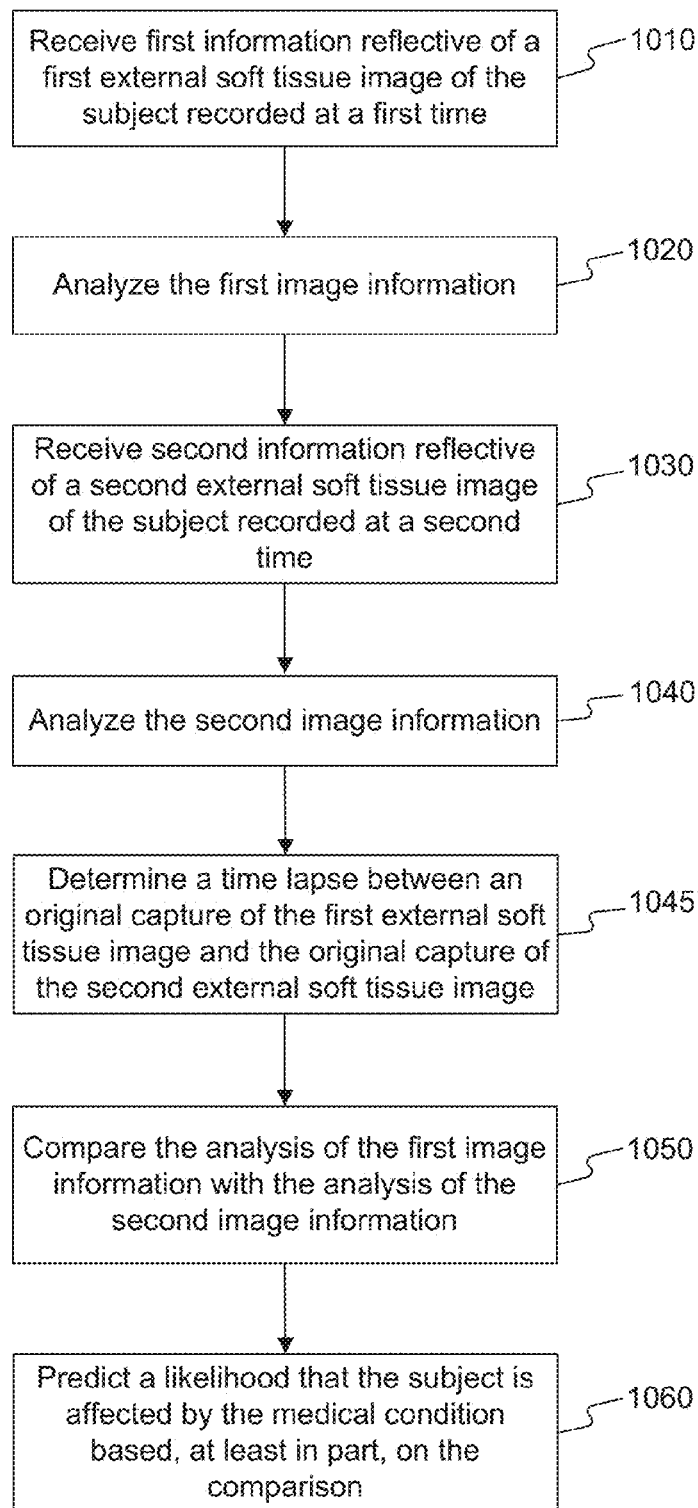 Receive first information reflective of a
first external soft tissue image of the
subject recorded at a first time
1010
Analyze the first image information
1020
Receive second information reflective
of a second external soft tissue image
of the subject recorded at a second
time
1030
Analyze the second image information
1040
Determine a time lapse between an
original capture of the first external soft
tissue image and the original capture of
the second external soft tissue image
1045
Compare the analysis of the first image
information with the analysis of the
second image information
1050
Predict a likelihood that the subject is
affected by the medical condition
based, at least in part, on the
comparison
1060